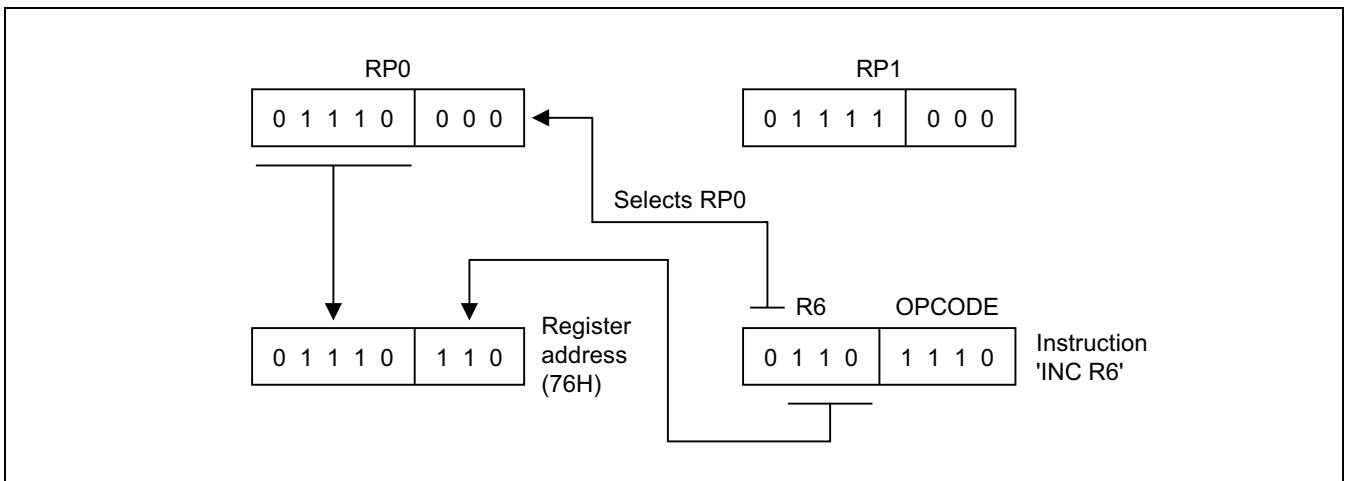 RP0
RP1
0 1 1 1 0 0 0 0
0 1 1 1 1 0 0 0
Selects RP0
R6
OPCODE
0 1 1 1 0 1 1 0
Register
address
(76H)
0 1 1 0 1 1 1 0
Instruction
'INC R6'